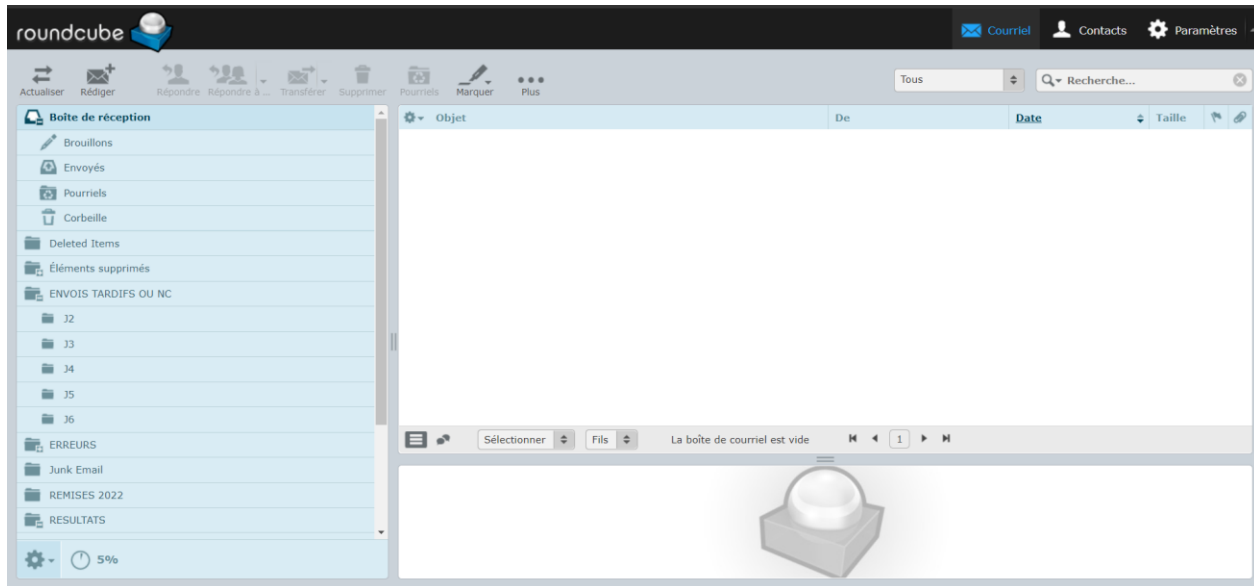 roundcube
Courriel Contacts Paramètres
Actualiser Rédiger Répondre Répondre à ... Transférer Supprimer Pourriels Marquer Plus
Tous Recherche...
Boîte de réception
Brouillons
Envoyés
Pourriels
Corbeille
Deleted Items
Éléments supprimés
ENVOIS TARDIFS OU NC
J2
J3
J4
J5
J6
ERREURS
Junk Email
REMISES 2022
RESULTATS
5%
Objet De Date Taille
Sélectionner Fils La boîte de courriel est vide 1